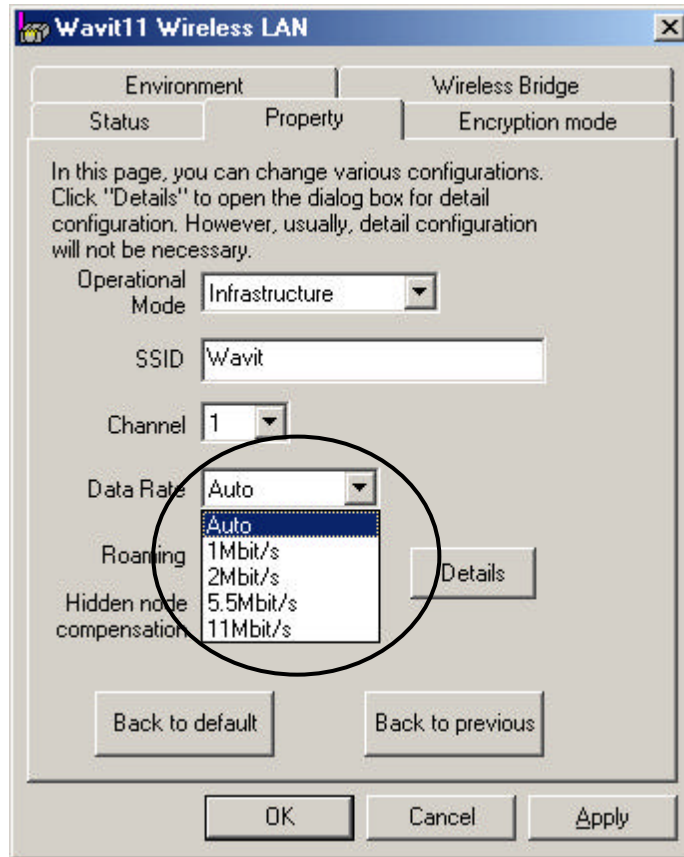 Wavit11 Wireless LAN
Environment
Wireless Bridge
Status
Property
Encryption mode
In this page, you can change various configurations.
Click "Details" to open the dialog box for detail
configuration. However, usually, detail configuration
will not be necessary.
Operational
Mode
Infrastructure
SSID
Wavit
Channel
1
Data Rate
Auto
Auto
1Mbit/s
2Mbit/s
5.5Mbit/s
11Mbit/s
Roaming
Details
Hidden node
compensation
Back to default
Back to previous
OK
Cancel
Apply